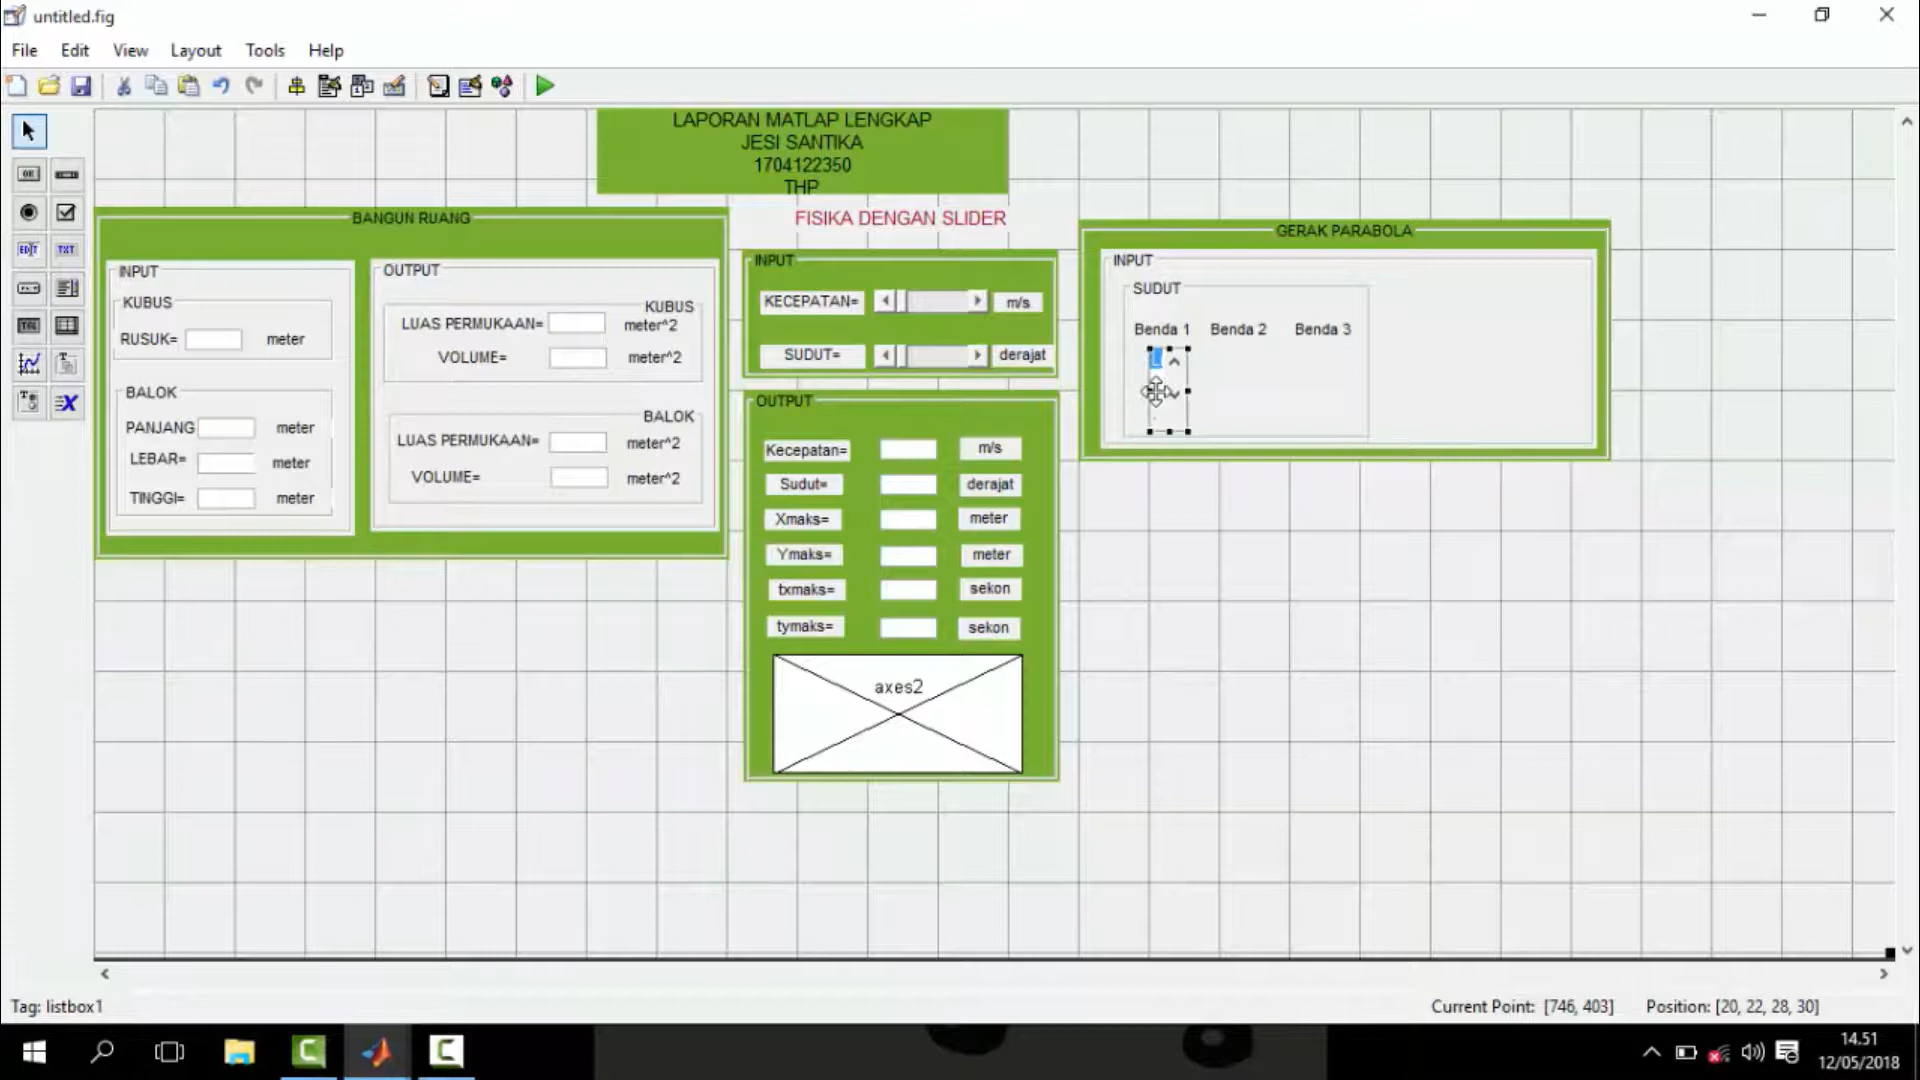 untitled.fig
File Edit View Layout Tools Help
LAPORAN MATLAP LENGKAP
JESI SANTIKA
1704122350
THP
BANGUN RUANG
INPUT
KUBUS
RUSUK= meter
BALOK
PANJANG meter
LEBAR= meter
TINGGI= meter
OUTPUT
KUBUS
LUAS PERMUKAAN= meter^2
VOLUME= meter^2
BALOK
LUAS PERMUKAAN= meter^2
VOLUME= meter^2
FISIKA DENGAN SLIDER
INPUT
KECEPATAN= m/s
SUDUT= derajat
OUTPUT
Kecepatan= m/s
Sudut= derajat
Xmaks= meter
Ymaks= meter
txmaks= sekon
tymaks= sekon
axes2
GERAK PARABOLA
INPUT
SUDUT
Benda 1 Benda 2 Benda 3
OK
EDIT TXT
TGL
Tag: listbox1
Current Point: [746, 403] Position: [20, 22, 28, 30]
14.51
12/05/2018